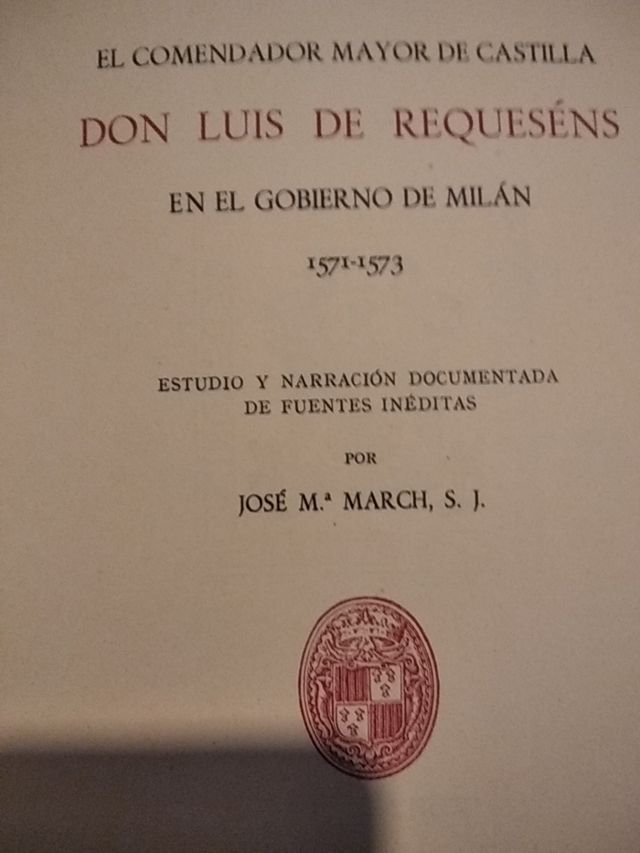 EL COMENDADOR MAYOR DE CASTILLA
DON LUIS DE REQUESÉNS
EN EL GOBIERNO DE MILÁN
1571-1573
ESTUDIO Y NARRACIÓN DOCUMENTADA
DE FUENTES INÉDITAS
POR
JOSÉ M.ª MARCH, S. J.